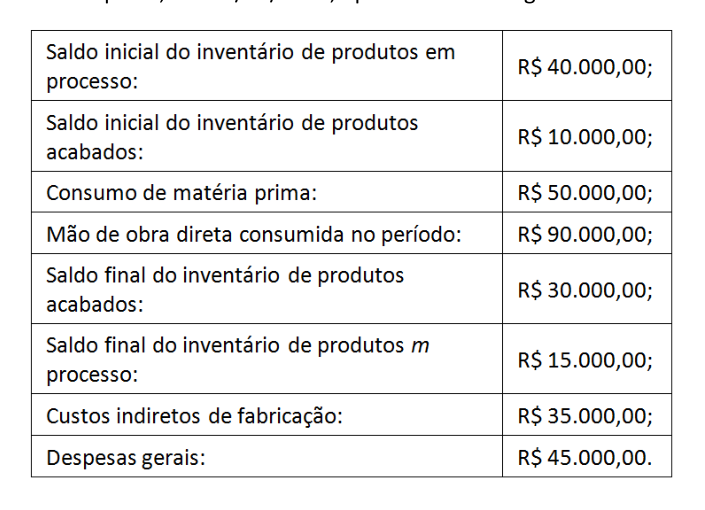 Saldo inicial do inventário de produtos em
processo:
R$ 40.000,00;
Saldo inicial do inventário de produtos
acabados:
R$ 10.000,00;
Consumo de matéria prima:
R$ 50.000,00;
Mão de obra direta consumida no período:
R$ 90.000,00;
Saldo final do inventário de produtos
acabados:
R$ 30.000,00;
Saldo final do inventário de produtos m
processo:
R$ 15.000,00;
Custos indiretos de fabricação:
R$ 35.000,00;
Despesas gerais:
R$ 45.000,00.